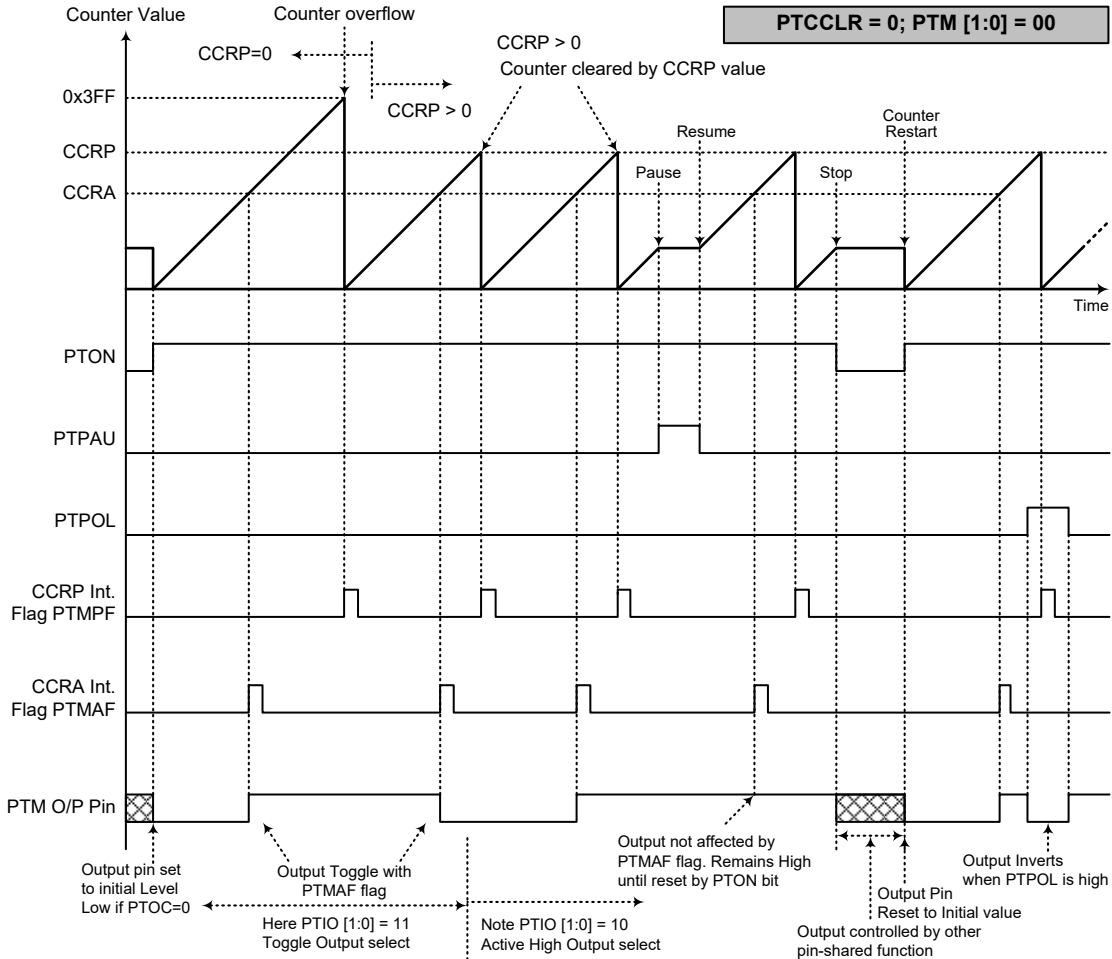 Counter Value
Counter overflow
PTCCLR = 0; PTM [1:0] = 00
CCRP=0
CCRP > 0
CCRP > 0
Counter cleared by CCRP value
0x3FF
CCRP
CCRA
Pause
Resume
Stop
Counter
Restart
Time
PTON
PTPAU
PTPOL
CCRP Int.
Flag PTMPF
CCRA Int.
Flag PTMAF
PTM O/P Pin
Output pin set
to initial Level
Low if PTOC=0
Output Toggle with
PTMAF flag
Here PTIO [1:0] = 11
Toggle Output select
Note PTIO [1:0] = 10
Active High Output select
Output not affected by
PTMAF flag. Remains High
until reset by PTON bit
Output Pin
Reset to Initial value
Output controlled by other
pin-shared function
Output Inverts
when PTPOL is high